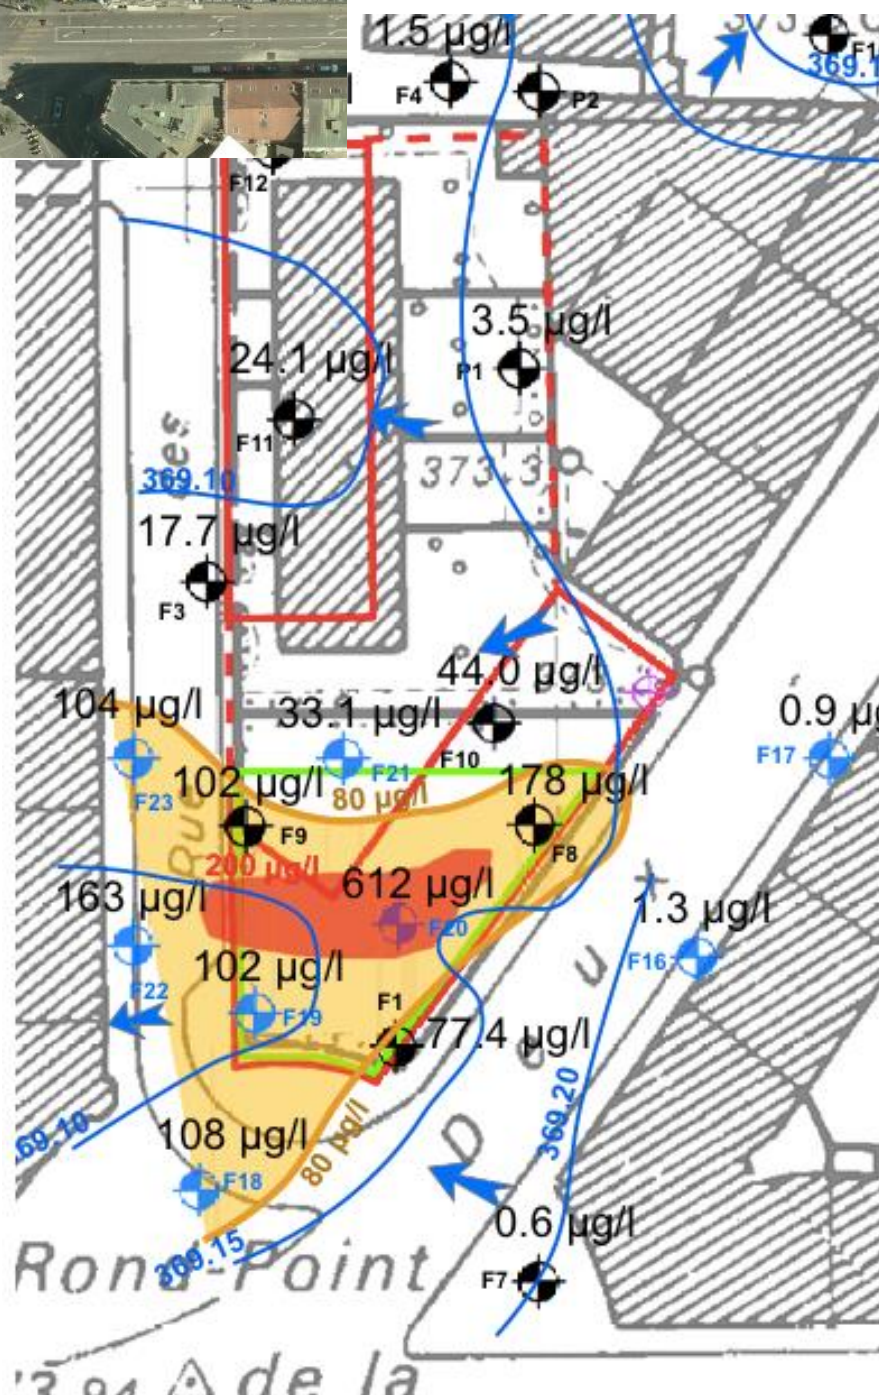 1.5 µg/l
F4
P2
369.1
F12
3.5 µg/l
24.1 µg/l
P1
F11
373.3
369.10
des
17.7 µg/l
F3
44.0 µg/l
104 µg/l
33.1 µg/l
0.9 µg
F10
F21
F17
102 µg/l
178 µg/l
F23
80 µg/l
Rue
F9
F8
200 µg/l
612 µg/l
163 µg/l
F20
1.3 µg/l
F16
102 µg/l
F22
F19
F1
77.4 µg/l
369.20
69.10
108 µg/l
80 µg/l
F18
0.6 µg/l
369.15
F7
Rond-Point
de la